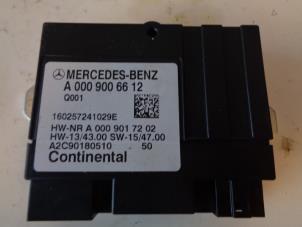 MERCEDES-BENZ
A 000 900 66 12
Q001
160257241029E
HW-NR A 000 901 72 02
HW-13/43.00 SW-15/47.00
A2C90180510 50
Continental